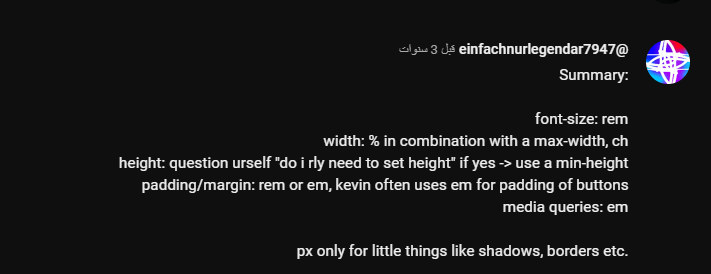 @einfachnurlegendar7947 قبل 3 سنوات
Summary:
font-size: rem
width: % in combination with a max-width, ch
height: question urself "do i rly need to set height" if yes -> use a min-height
padding/margin: rem or em, kevin often uses em for padding of buttons
media queries: em
px only for little things like shadows, borders etc.